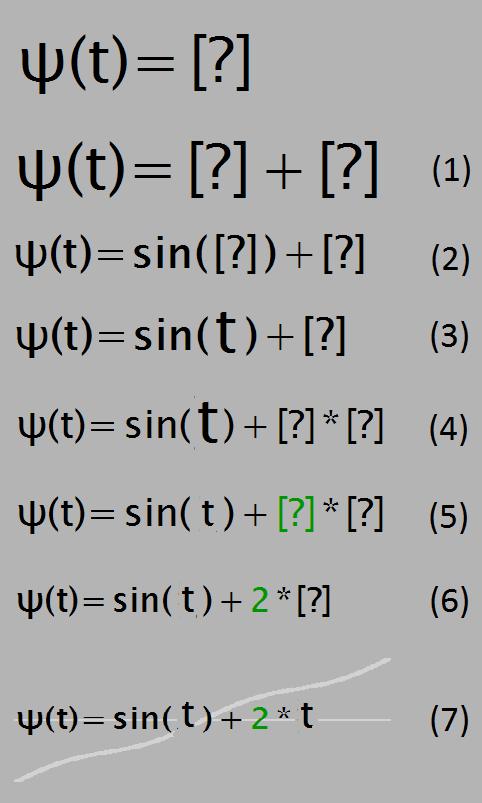 ψ(t)= [?]
ψ(t)= [?] + [?] (1)
ψ(t)= sin([?]) + [?] (2)
ψ(t)= sin(t) + [?] (3)
ψ(t)= sin(t) + [?] * [?] (4)
ψ(t)= sin( t ) + [?] * [?] (5)
ψ(t)= sin( t ) + 2 * [?] (6)
ψ(t)= sin( t ) + 2 * t (7)